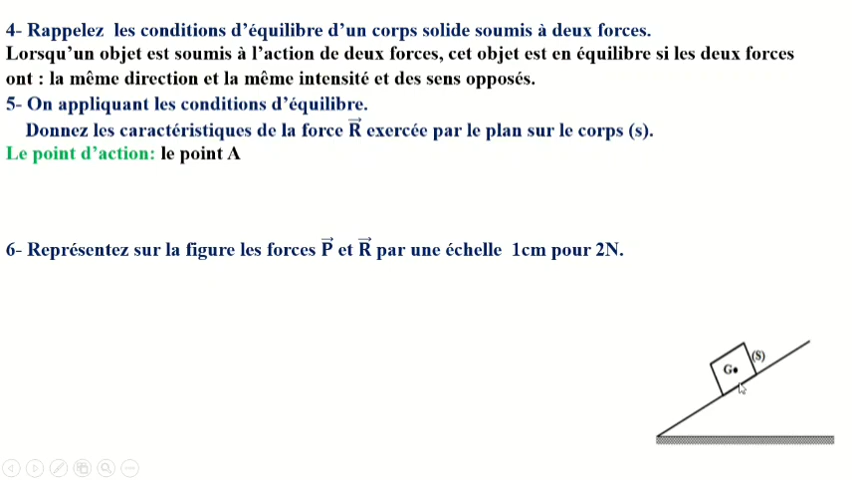 4- Rappelez les conditions d’équilibre d’un corps solide soumis à deux forces.
Lorsqu’un objet est soumis à l’action de deux forces, cet objet est en équilibre si les deux forces
ont : la même direction et la même intensité et des sens opposés.
5- On appliquant les conditions d’équilibre.
Donnez les caractéristiques de la force R⃗ exercée par le plan sur le corps (s).
Le point d’action: le point A
6- Représentez sur la figure les forces P⃗ et R⃗ par une échelle 1cm pour 2N.
(S)
G